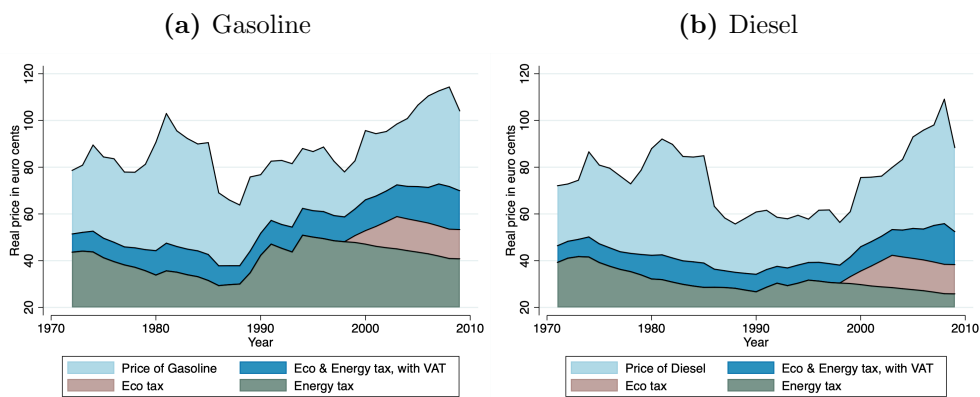 (a) Gasoline
(b) Diesel
Real price in euro cents
120
100
80
60
40
20
1970
1980
1990
2000
2010
Year
Price of Gasoline
Eco & Energy tax, with VAT
Eco tax
Energy tax
Real price in euro cents
120
100
80
60
40
20
1970
1980
1990
2000
2010
Year
Price of Diesel
Eco & Energy tax, with VAT
Eco tax
Energy tax